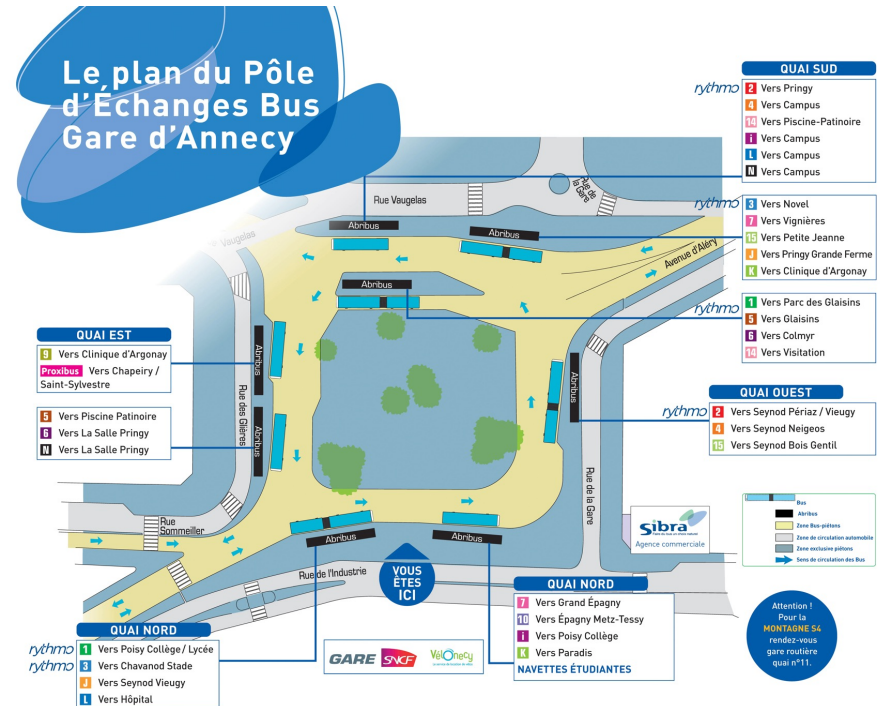 Le plan du Pôle
d'Échanges Bus
Gare d'Annecy
QUAI SUD
rythmo
2 Vers Pringy
4 Vers Campus
14 Vers Piscine-Patinoire
i Vers Campus
L Vers Campus
N Vers Campus
rythmo
3 Vers Novel
7 Vers Vignières
15 Vers Petite Jeanne
J Vers Pringy Grande Ferme
K Vers Clinique d'Argonay
rythmo
1 Vers Parc des Glaisins
5 Vers Glaisins
6 Vers Colmyr
14 Vers Visitation
QUAI OUEST
rythmo
2 Vers Seynod Périaz / Vieugy
4 Vers Seynod Neigeos
15 Vers Seynod Bois Gentil
Rue Vaugelas
Rue de
la Gare
Vaugelas
Abribus
Abribus
Avenue d'Aléry
Abribus
QUAI EST
9 Vers Clinique d'Argonay
Proxibus Vers Chapeiry /
Saint-Sylvestre
5 Vers Piscine Patinoire
6 Vers La Salle Pringy
N Vers La Salle Pringy
Abribus
Abribus
Rue des Glières
Abribus
Rue de la Gare
Rue
Sommeiller
Abribus
Abribus
Rue de l'Industrie
VOUS
ÊTES
ICI
Sibra
Agence commerciale
Bus
Abribus
Zone Bus-piétons
Zone de circulation automobile
Zone exclusive piétons
Sens de circulation des Bus
QUAI NORD
rythmo
1 Vers Poisy Collège / Lycée
rythmo
3 Vers Chavanod Stade
J Vers Seynod Vieugy
L Vers Hôpital
GARE SNCF
VélOnecy
QUAI NORD
7 Vers Grand Épagny
10 Vers Épagny Metz-Tessy
i Vers Poisy Collège
K Vers Paradis
NAVETTES ÉTUDIANTES
Attention !
Pour la
MONTAGNE S4
rendez-vous
gare routière
quai n°11.